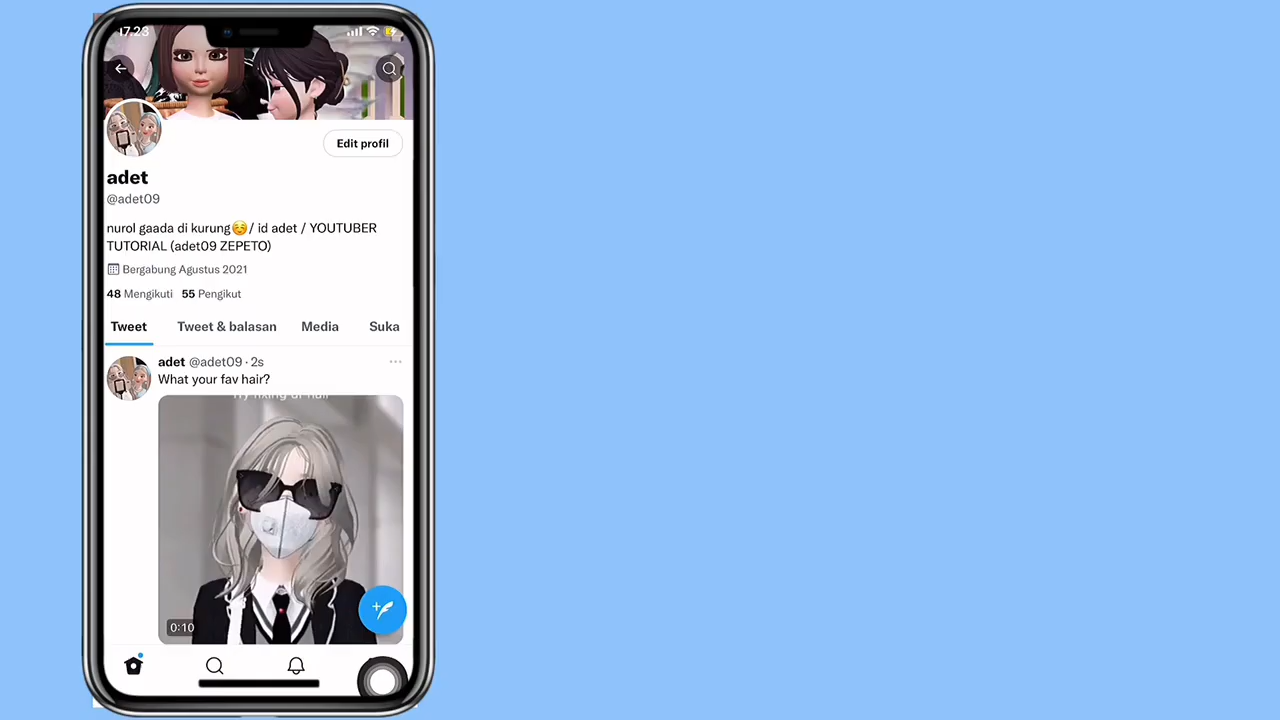 17.23
Edit profil
adet
@adet09
nurol gaada di kurung☺️/ id adet / YOUTUBER
TUTORIAL (adet09 ZEPETO)
Bergabung Agustus 2021
48 Mengikuti 55 Pengikut
Tweet Tweet & balasan Media Suka
adet @adet09 · 2s
What your fav hair?
0:10